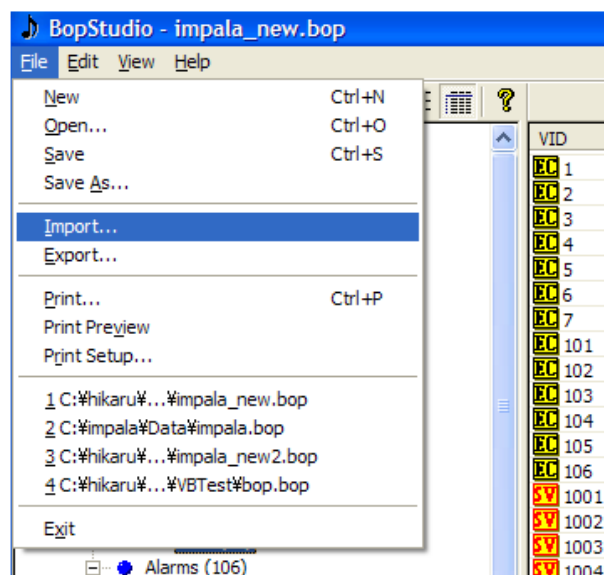 BopStudio - impala_new.bop
File Edit View Help
New Ctrl+N
Open... Ctrl+O
Save Ctrl+S
Save As...
Import...
Export...
Print... Ctrl+P
Print Preview
Print Setup...
1 C:¥hikaru¥...¥impala_new.bop
2 C:¥impala¥Data¥impala.bop
3 C:¥hikaru¥...¥impala_new2.bop
4 C:¥hikaru¥...¥VBTest¥bop.bop
Exit
Alarms (106)
VID
EC 1
EC 2
EC 3
EC 4
EC 5
EC 6
EC 7
EC 101
EC 102
EC 103
EC 104
EC 105
EC 106
SV 1001
SV 1002
SV 1003
SV 1004